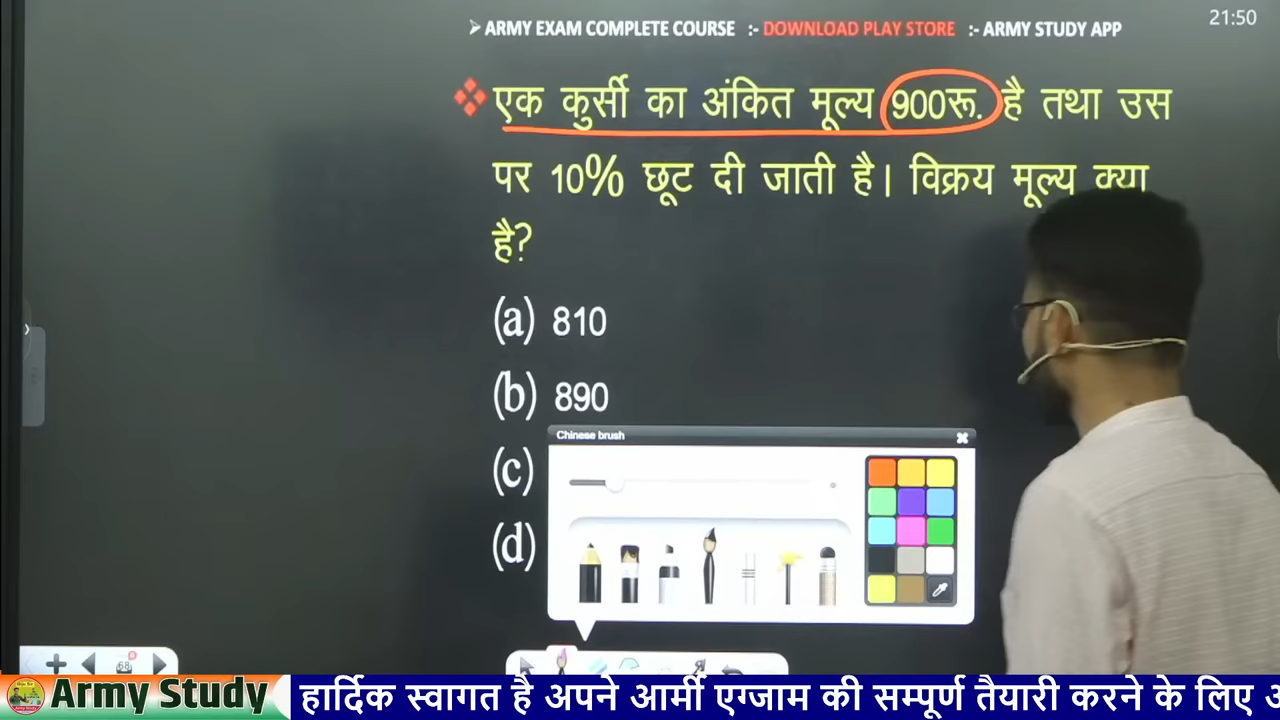 21:50
➤ ARMY EXAM COMPLETE COURSE :- DOWNLOAD PLAY STORE :- ARMY STUDY APP
❖ एक कुर्सी का अंकित मूल्य 900रू. है तथा उस
पर 10% छूट दी जाती है। विक्रय मूल्य क्या
है?
(a) 810
(b) 890
Chinese brush
(c)
(d)
68
Army Study हार्दिक स्वागत है अपने आर्मी एग्जाम की सम्पूर्ण तैयारी करने के लिए